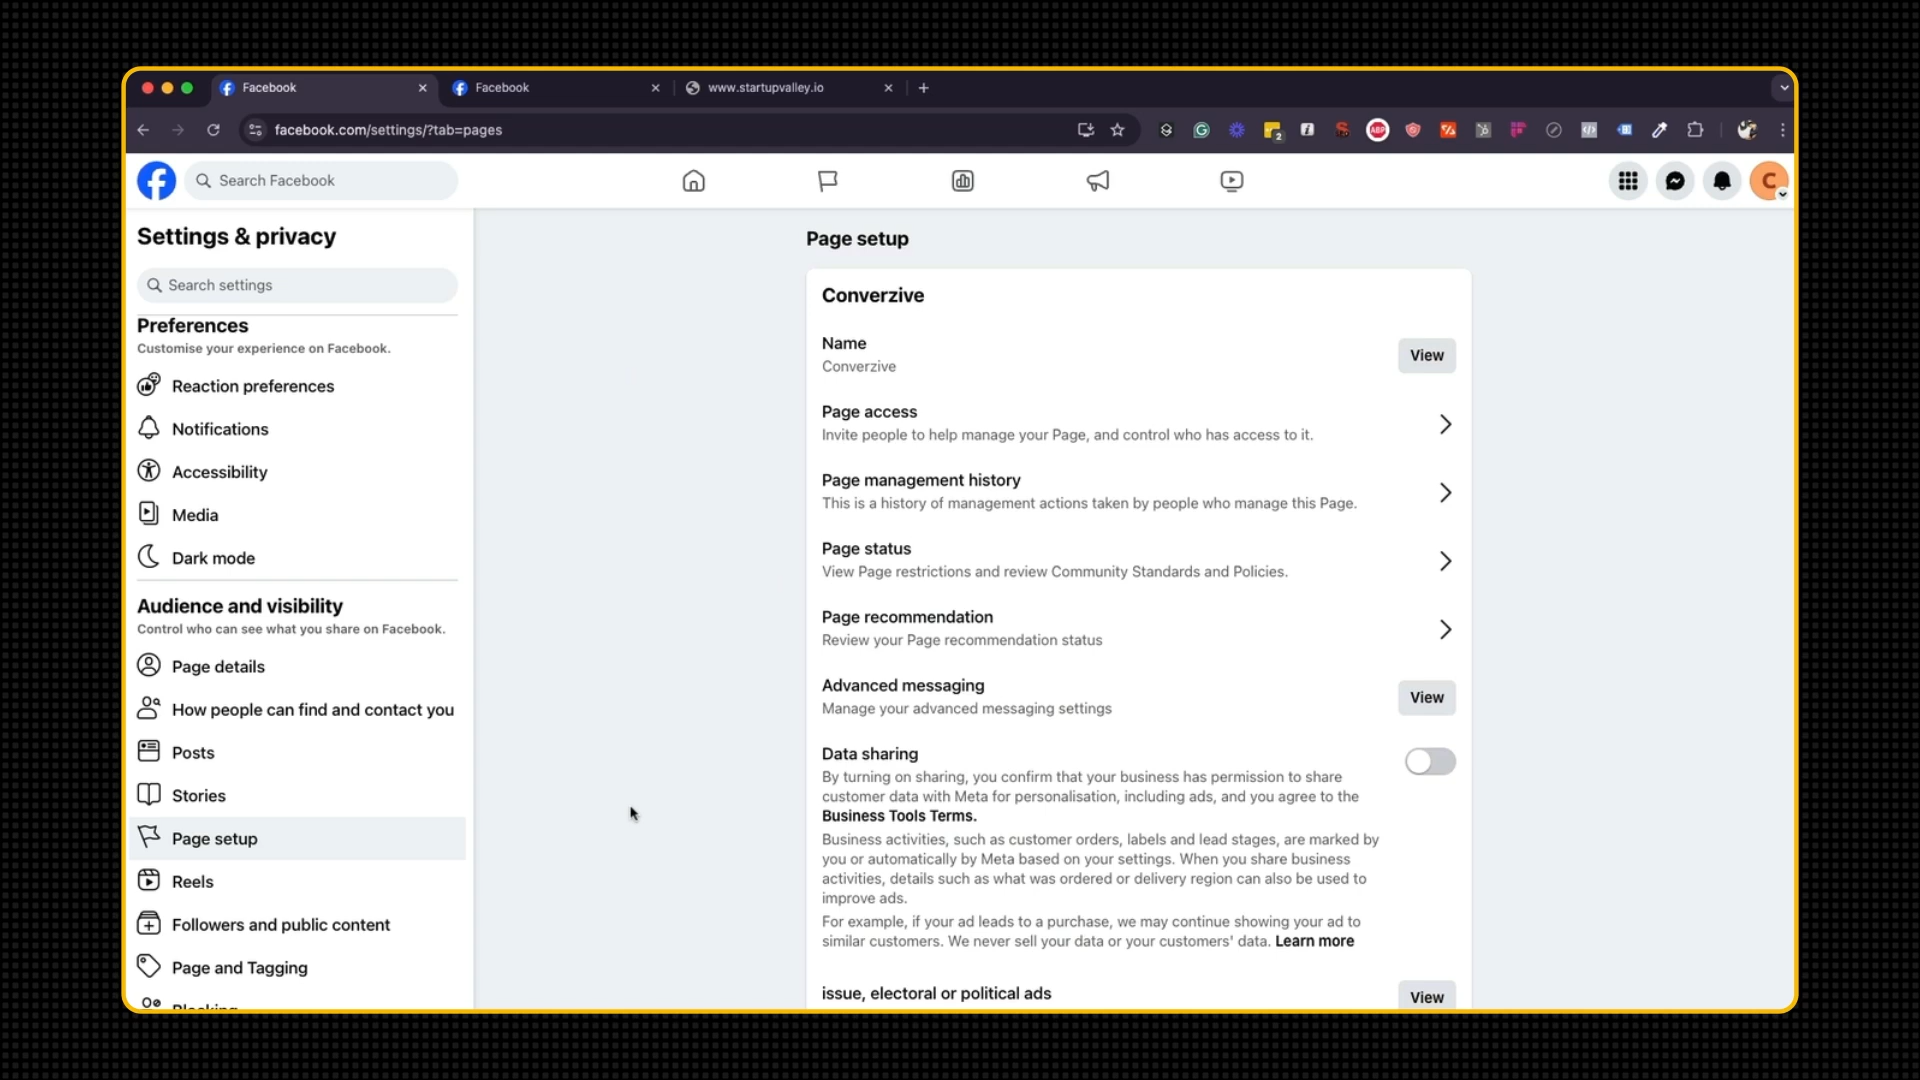 Facebook
Facebook
www.startupvalley.io
facebook.com/settings/?tab=pages
2
ABP
Search Facebook
C
Settings & privacy
Search settings
Preferences
Customise your experience on Facebook.
Reaction preferences
Notifications
Accessibility
Media
Dark mode
Audience and visibility
Control who can see what you share on Facebook.
Page details
How people can find and contact you
Posts
Stories
Page setup
Reels
Followers and public content
Page and Tagging
Blocking
Page setup
Converzive
Name
Converzive
View
Page access
Invite people to help manage your Page, and control who has access to it.
Page management history
This is a history of management actions taken by people who manage this Page.
Page status
View Page restrictions and review Community Standards and Policies.
Page recommendation
Review your Page recommendation status
Advanced messaging
Manage your advanced messaging settings
View
Data sharing
By turning on sharing, you confirm that your business has permission to share
customer data with Meta for personalisation, including ads, and you agree to the
Business Tools Terms.
Business activities, such as customer orders, labels and lead stages, are marked by
you or automatically by Meta based on your settings. When you share business
activities, details such as what was ordered or delivery region can also be used to
improve ads.
For example, if your ad leads to a purchase, we may continue showing your ad to
similar customers. We never sell your data or your customers' data. Learn more
issue, electoral or political ads
View